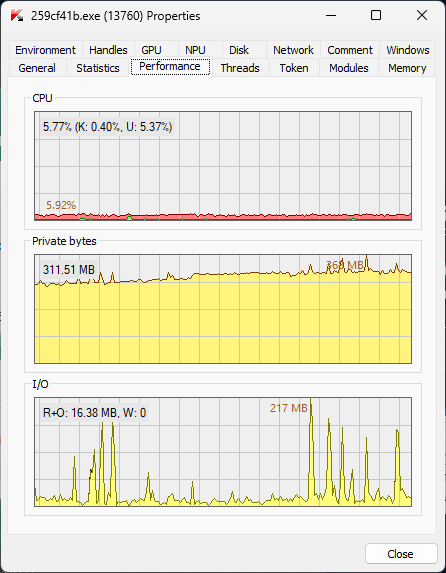 259cf41b.exe (13760) Properties
Environment Handles GPU NPU Disk Network Comment Windows
General Statistics Performance Threads Token Modules Memory
CPU
5.77% (K: 0.40%, U: 5.37%)
5.92%
Private bytes
311.51 MB
368 MB
I/O
R+O: 16.38 MB, W: 0
217 MB
Close